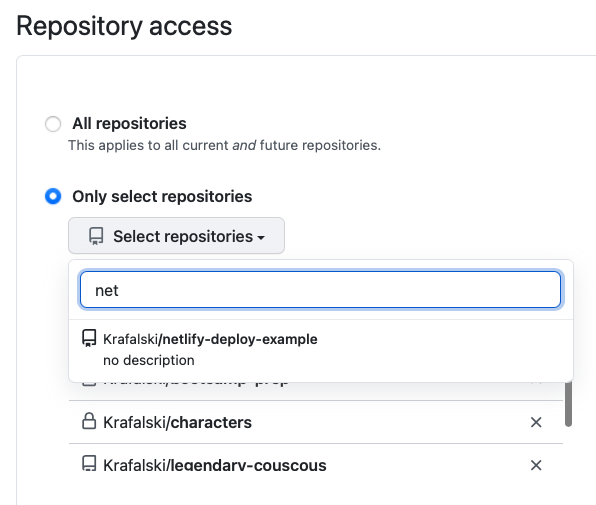 Repository access
All repositories
This applies to all current and future repositories.
Only select repositories
Select repositories
net
Krafalski/netlify-deploy-example
no description
Krafalski/bootcamp-prep
Krafalski/characters
Krafalski/legendary-couscous